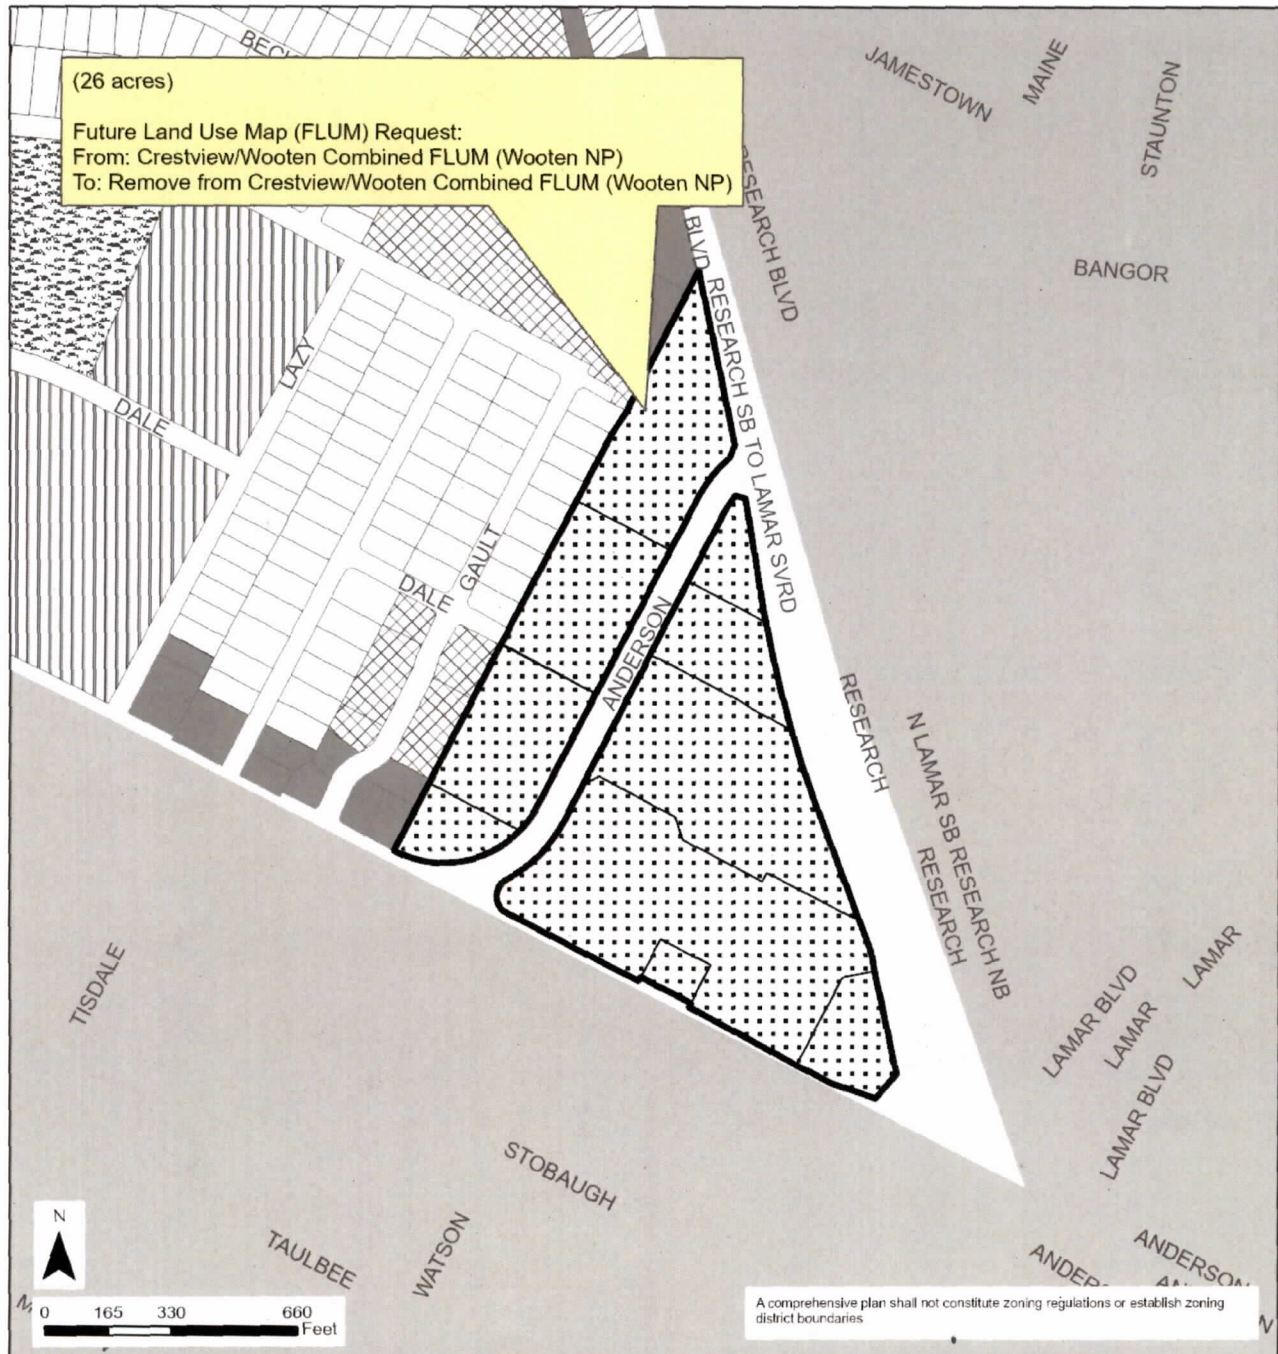 BECK
JAMESTOWN
MAINE
STAUNTON
(26 acres)
Future Land Use Map (FLUM) Request:
From: Crestview/Wooten Combined FLUM (Wooten NP)
To: Remove from Crestview/Wooten Combined FLUM (Wooten NP)
RESEARCH BLVD
BLVD
RESEARCH SB TO LAMAR SVRD
BANGOR
LAZY
DALE
GAULT
DALE
ANDERSON
RESEARCH
N LAMAR SB RESEARCH NB
RESEARCH
TISDALE
LAMAR BLVD
LAMAR
LAMAR
LAMAR BLVD
STOBAUGH
TAULBEE
WATSON
ANDERSON
N
0 165 330 660
Feet
A comprehensive plan shall not constitute zoning regulations or establish zoning
district boundaries